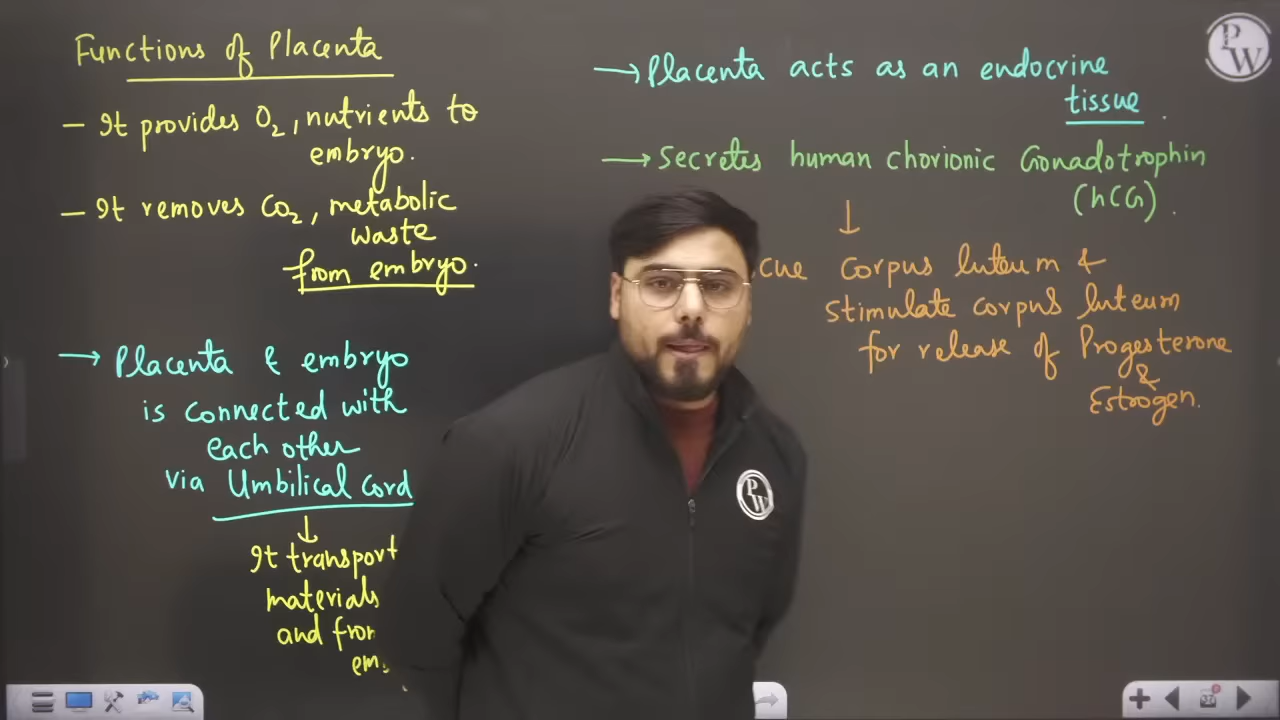 Functions of Placenta
- It provides O2, nutrients to
embryo.
- It removes CO2, metabolic
waste
from embryo.
→ Placenta & embryo
is connected with
each other
via Umbilical cord
↓
It transport
materials
and from
→ Placenta acts as an endocrine
tissue.
→ Secretes human chorionic Gonadotrophin
(hCG).
↓
corpus luteum &
stimulate corpus luteum
for release of Progesterone
&
Estrogen.
PW
PW